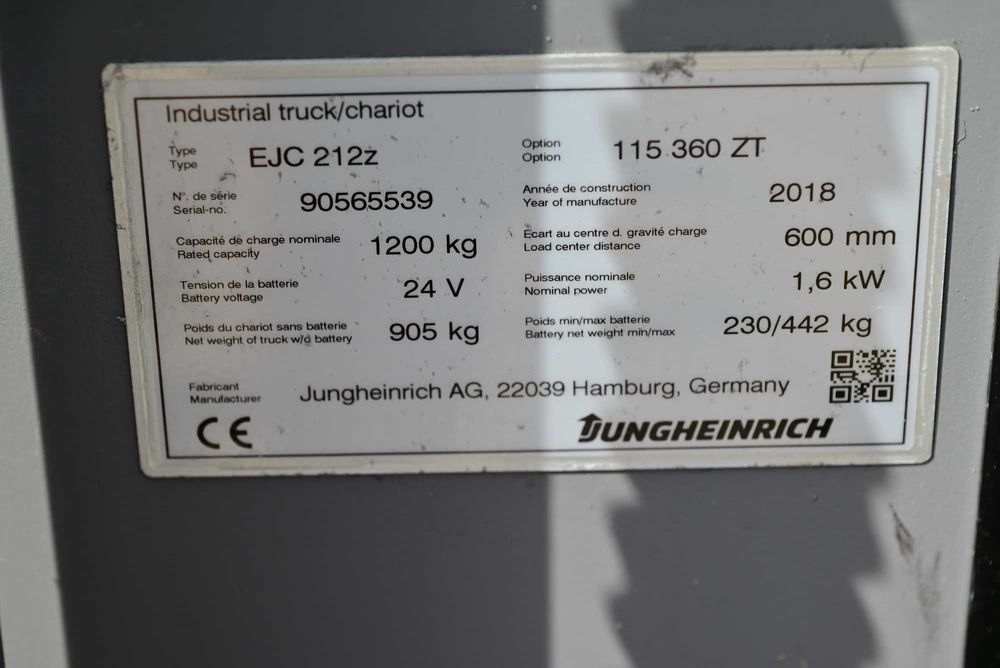 Industrial truck/chariot
Type
Type
EJC 212z
Option
Option
115 360 ZT
N°. de série
Serial-no.
90565539
Année de construction
Year of manufacture
2018
Capacité de charge nominale
Rated capacity
1200 kg
Ecart au centre d. gravité charge
Load center distance
600 mm
Tension de la batterie
Battery voltage
24 V
Puissance nominale
Nominal power
1,6 kW
Poids du chariot sans batterie
Net weight of truck w/o battery
905 kg
Poids min/max batterie
Battery net weight min/max
230/442 kg
Fabricant
Manufacturer
Jungheinrich AG, 22039 Hamburg, Germany
CE
JUNGHEINRICH